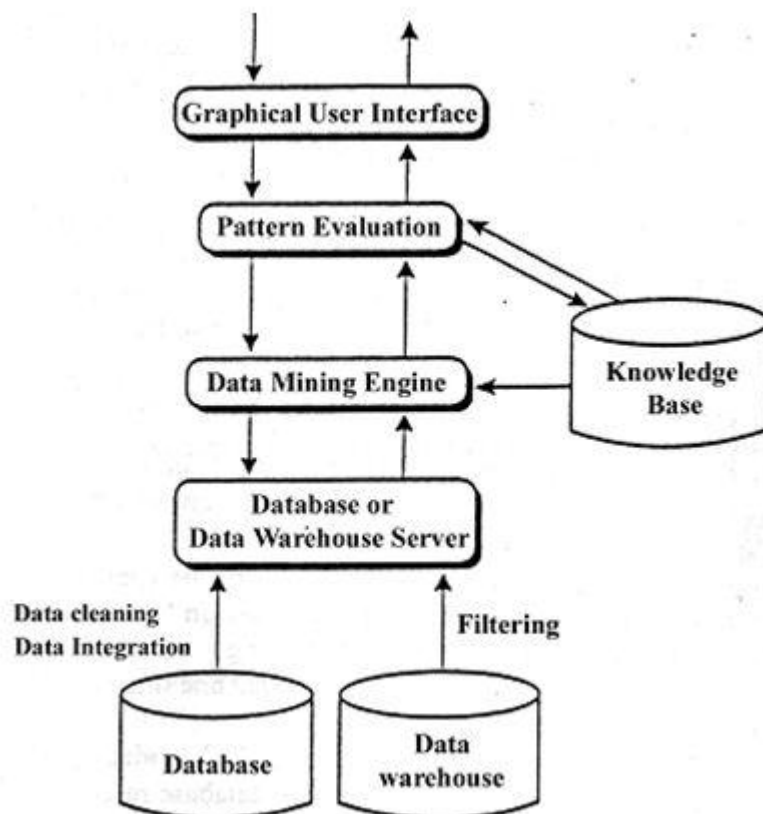 Graphical User Interface
Pattern Evaluation
Data Mining Engine
Knowledge
Base
Database or
Data Warehouse Server
Data cleaning
Data Integration
Filtering
Database
Data
warehouse